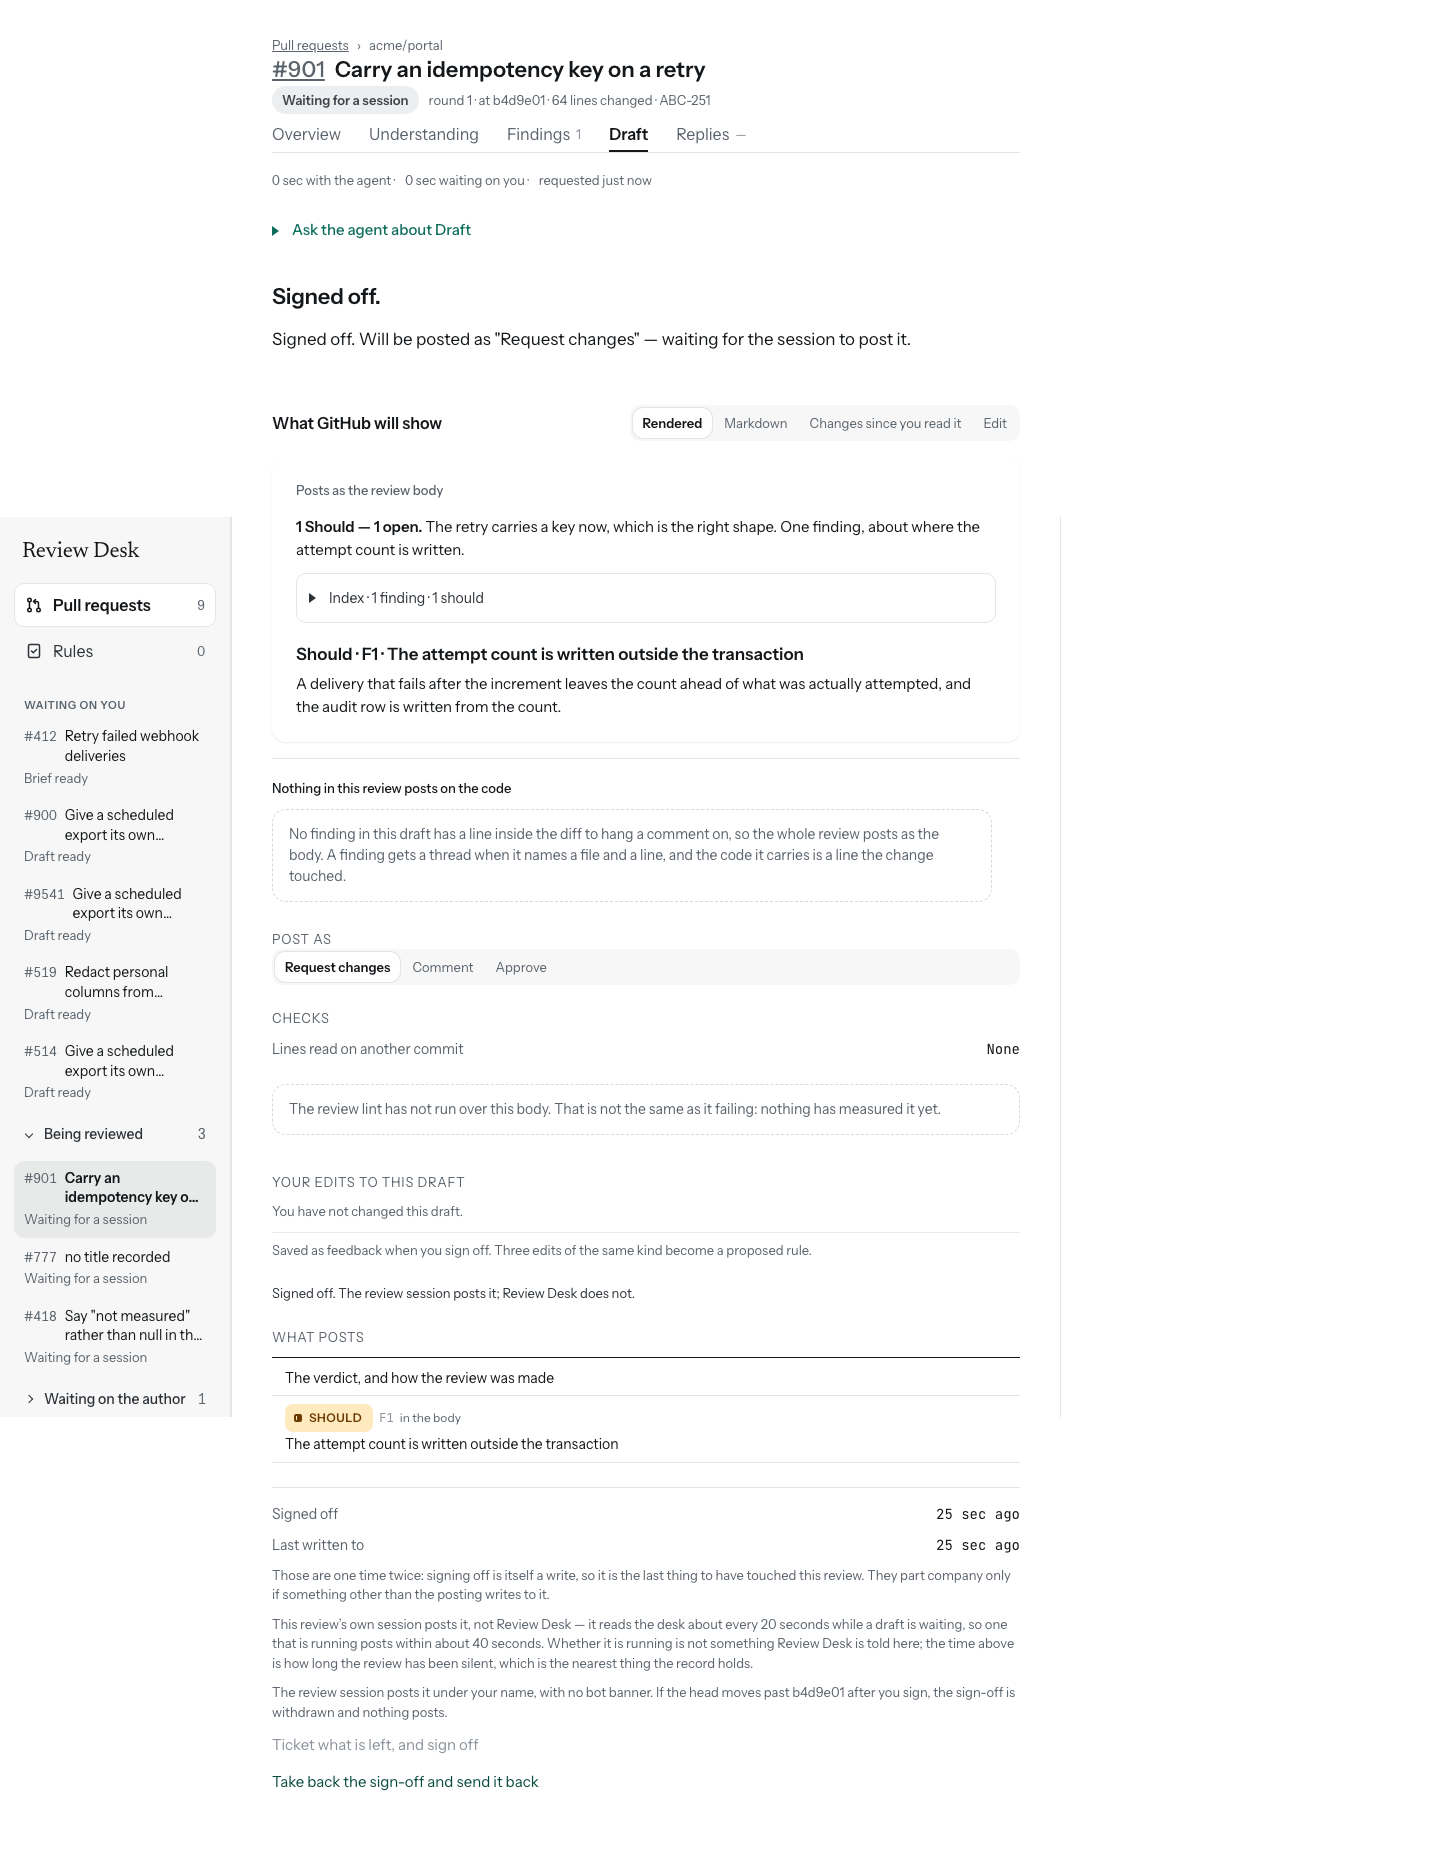 Pull requests › acme/portal
#901 Carry an idempotency key on a retry
Waiting for a session round 1 · at b4d9e01 · 64 lines changed · ABC-251
Overview Understanding Findings 1 Draft Replies —
0 sec with the agent · 0 sec waiting on you · requested just now
Ask the agent about Draft
Signed off.
Signed off. Will be posted as "Request changes" — waiting for the session to post it.
What GitHub will show
Rendered Markdown Changes since you read it Edit
Posts as the review body
1 Should — 1 open. The retry carries a key now, which is the right shape. One finding, about where the
attempt count is written.
Index · 1 finding · 1 should
Should · F1 · The attempt count is written outside the transaction
A delivery that fails after the increment leaves the count ahead of what was actually attempted, and
the audit row is written from the count.
Nothing in this review posts on the code
No finding in this draft has a line inside the diff to hang a comment on, so the whole review posts as the
body. A finding gets a thread when it names a file and a line, and the code it carries is a line the change
touched.
POST AS
Request changes Comment Approve
CHECKS
Lines read on another commit None
The review lint has not run over this body. That is not the same as it failing: nothing has measured it yet.
YOUR EDITS TO THIS DRAFT
You have not changed this draft.
Saved as feedback when you sign off. Three edits of the same kind become a proposed rule.
Signed off. The review session posts it; Review Desk does not.
WHAT POSTS
The verdict, and how the review was made
SHOULD F1 in the body
The attempt count is written outside the transaction
Signed off 25 sec ago
Last written to 25 sec ago
Those are one time twice: signing off is itself a write, so it is the last thing to have touched this review. They part company only
if something other than the posting writes to it.
This review's own session posts it, not Review Desk — it reads the desk about every 20 seconds while a draft is waiting, so one
that is running posts within about 40 seconds. Whether it is running is not something Review Desk is told here; the time above
is how long the review has been silent, which is the nearest thing the record holds.
The review session posts it under your name, with no bot banner. If the head moves past b4d9e01 after you sign, the sign-off is
withdrawn and nothing posts.
Ticket what is left, and sign off
Take back the sign-off and send it back
Review Desk
Pull requests 9
Rules 0
WAITING ON YOU
#412 Retry failed webhook
deliveries
Brief ready
#900 Give a scheduled
export its own...
Draft ready
#9541 Give a scheduled
export its own...
Draft ready
#519 Redact personal
columns from...
Draft ready
#514 Give a scheduled
export its own...
Draft ready
Being reviewed 3
#901 Carry an
idempotency key o...
Waiting for a session
#777 no title recorded
Waiting for a session
#418 Say "not measured"
rather than null in th...
Waiting for a session
Waiting on the author 1